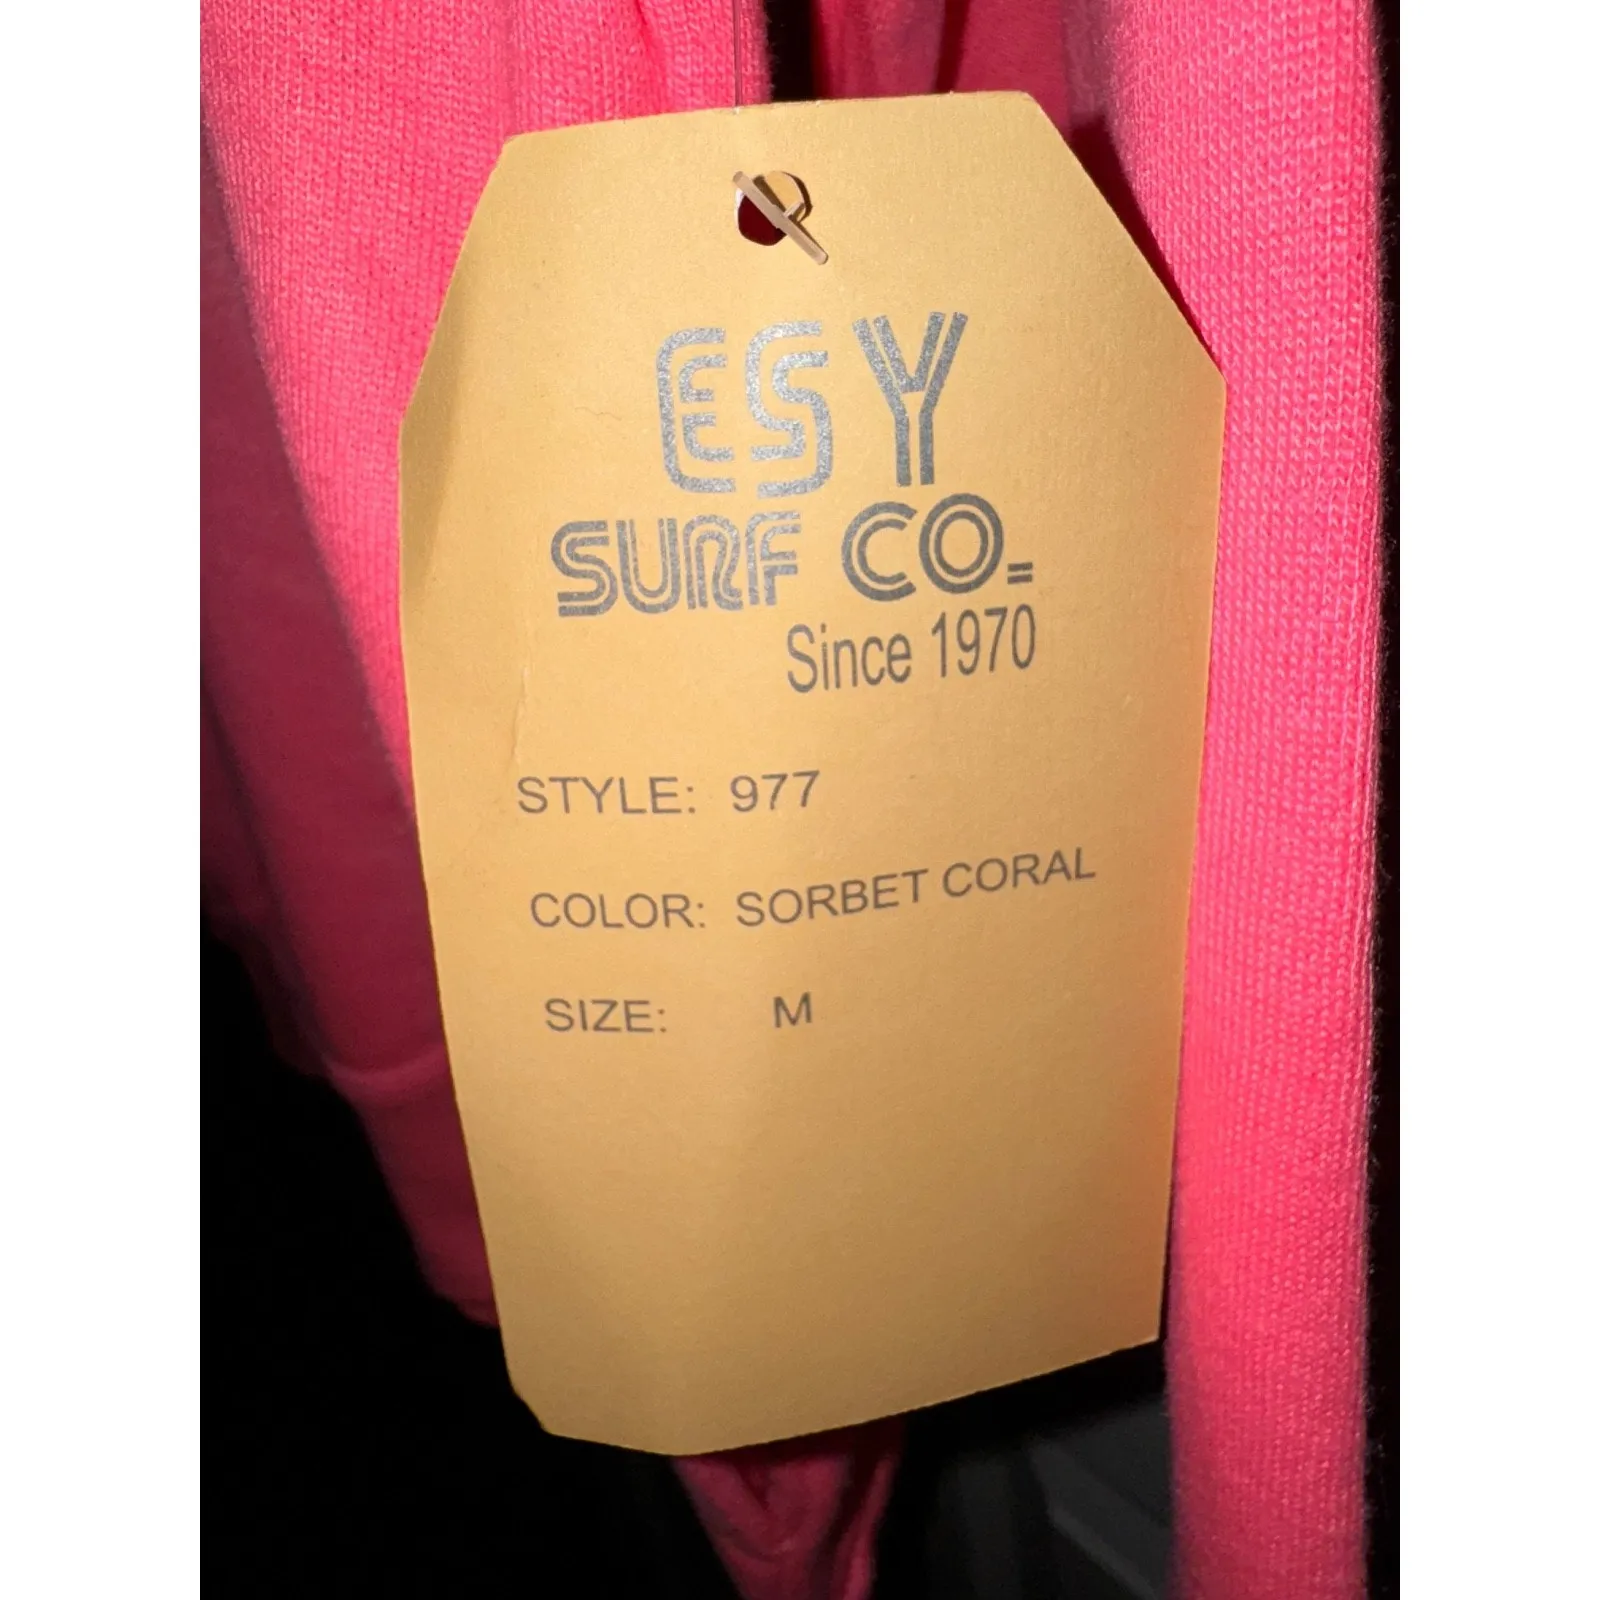 ESY
SURF CO.
Since 1970
STYLE: 977
COLOR: SORBET CORAL
SIZE: M